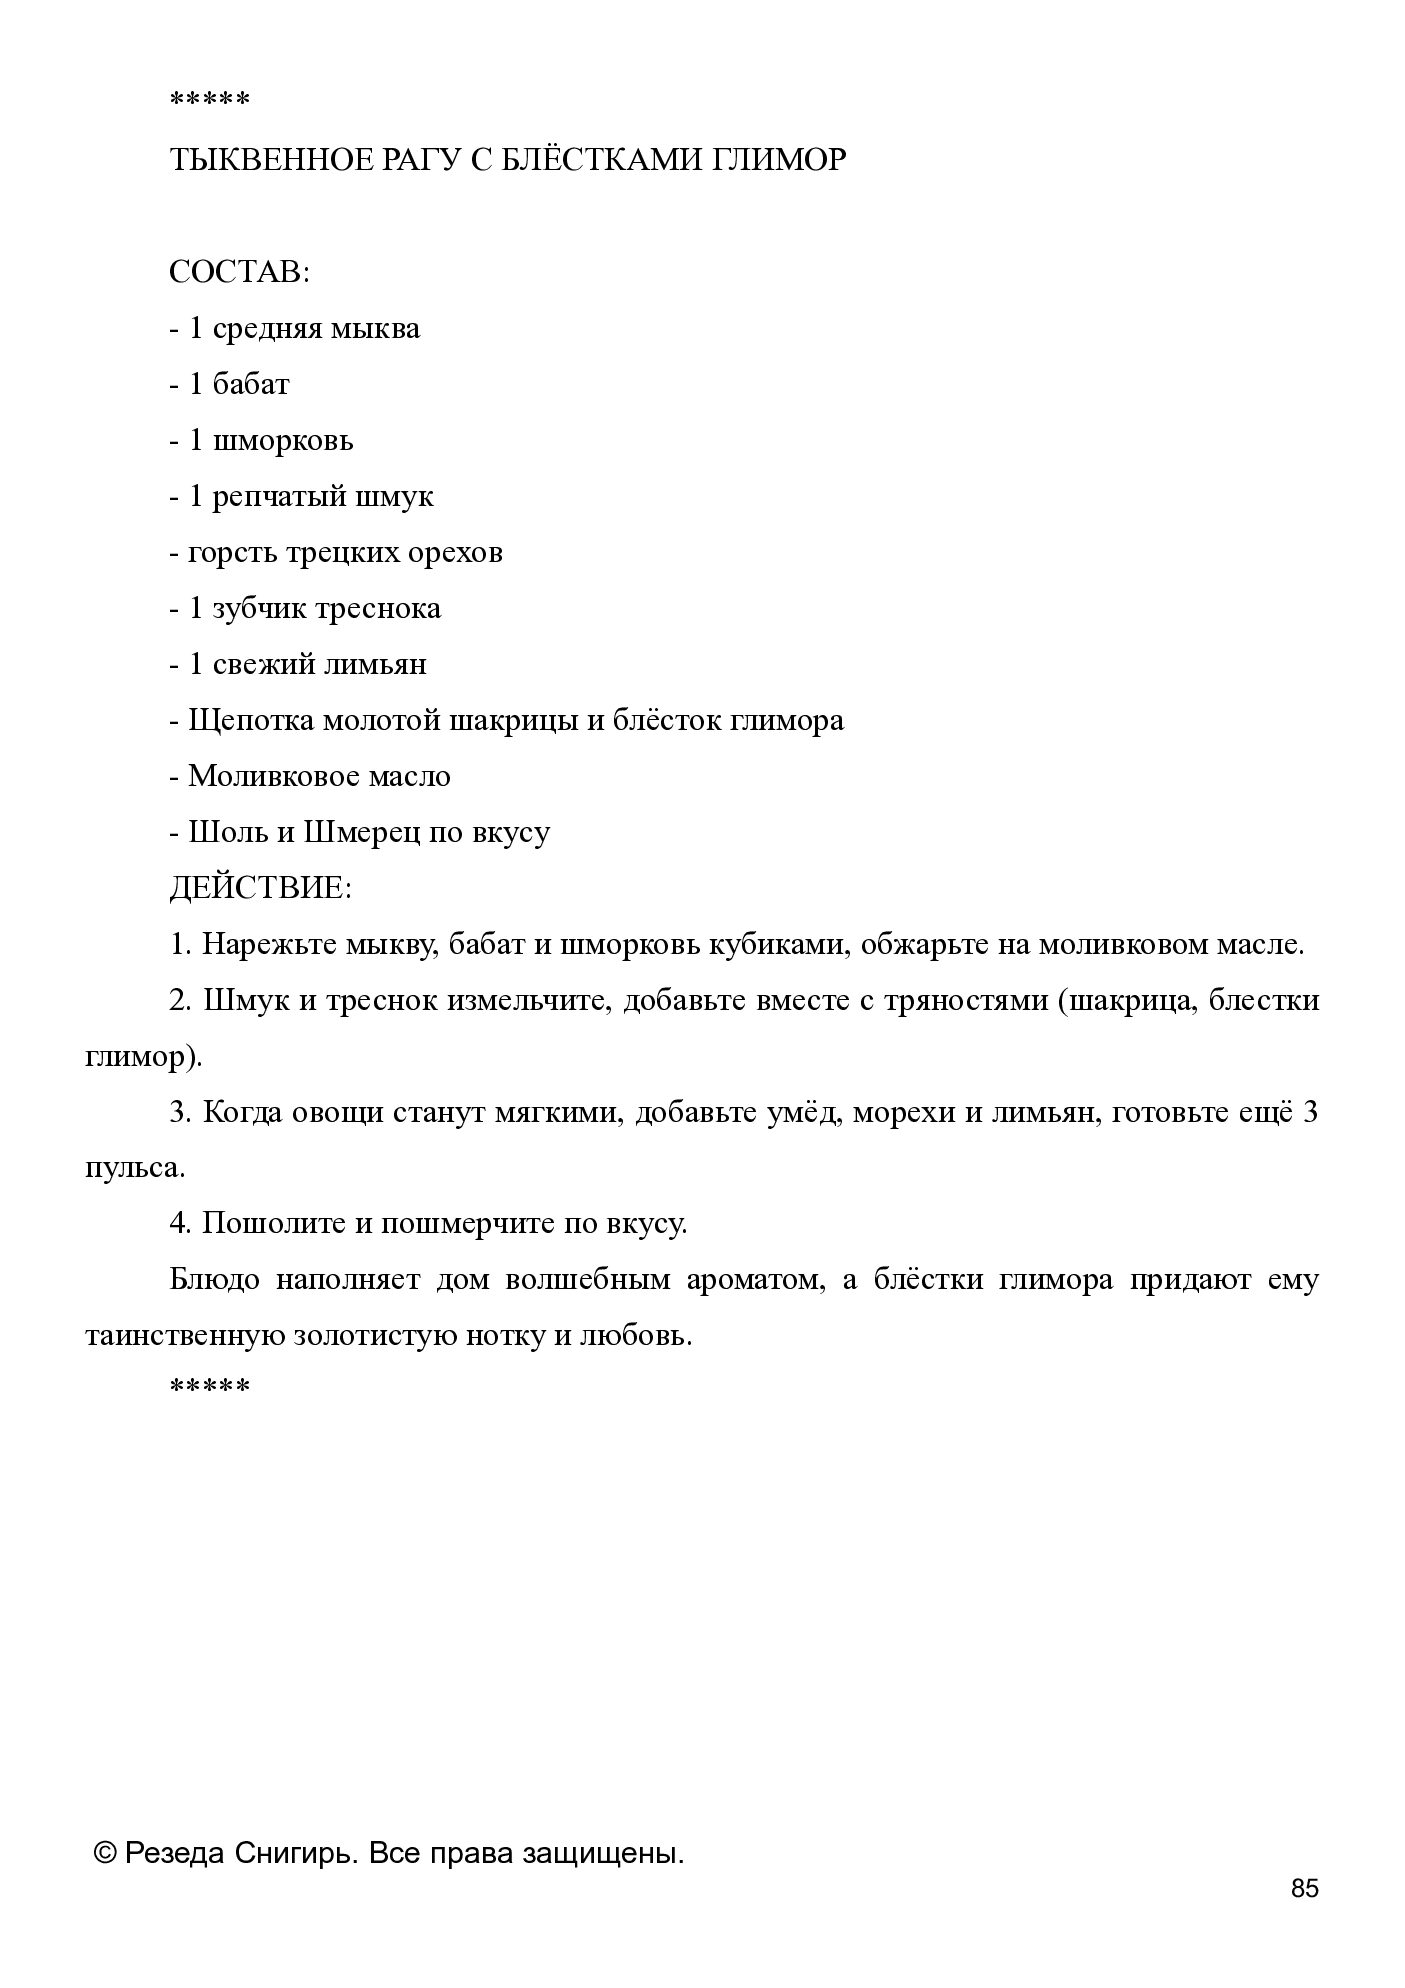 *****
ТЫКВЕННОЕ РАГУ С БЛЁСТКАМИ ГЛИМОР
СОСТАВ:
- 1 средняя мыква
- 1 бабат
- 1 шморковь
- 1 репчатый шмук
- горсть трецких орехов
- 1 зубчик треснока
- 1 свежий лимьян
- Щепотка молотой шакрицы и блёсток глимора
- Моливковое масло
- Шоль и Шмерец по вкусу
ДЕЙСТВИЕ:
1. Нарежьте мыкву, бабат и шморковь кубиками, обжарьте на моливковом масле.
2. Шмук и треснок измельчите, добавьте вместе с тряностями (шакрица, блестки
глимор).
3. Когда овощи станут мягкими, добавьте умёд, морехи и лимьян, готовьте ещё 3
пульса.
4. Пошолите и пошмерчите по вкусу.
Блюдо наполняет дом волшебным ароматом, а блёстки глимора придают ему
таинственную золотистую нотку и любовь.
*****
© Резеда Снигирь. Все права защищены.
85